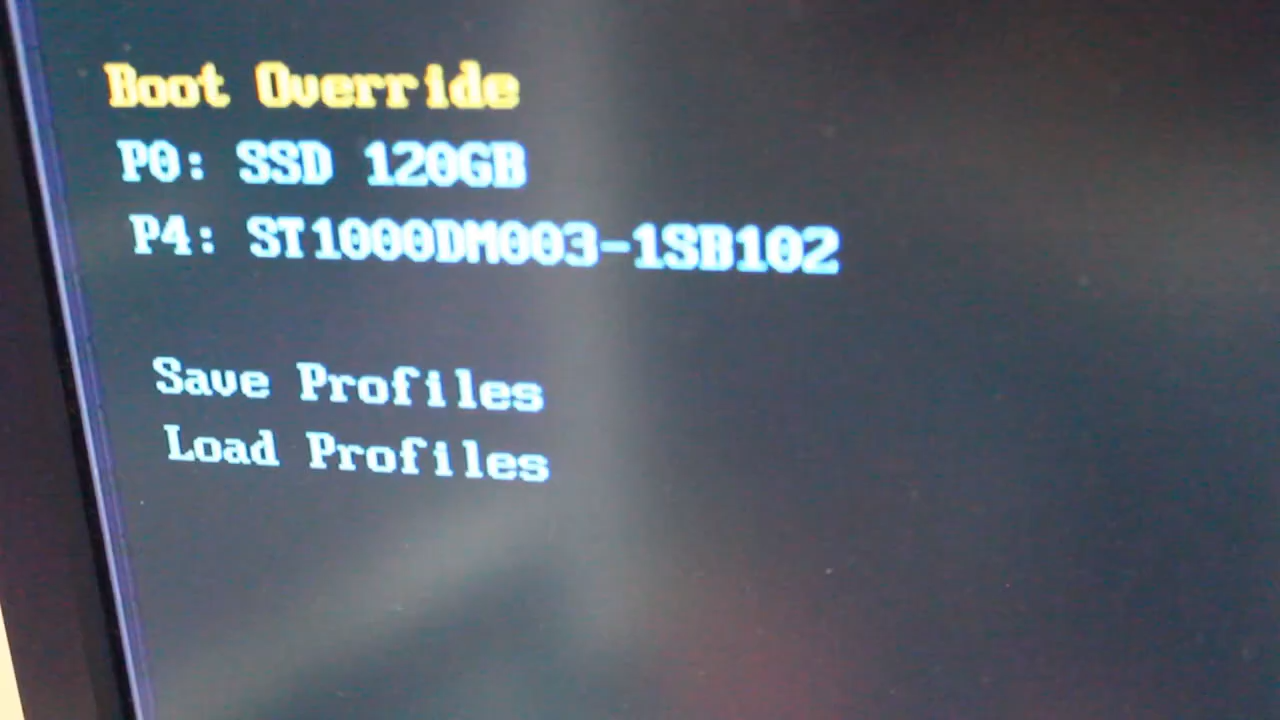 Boot Override
P0: SSD 120GB
P4: ST1000DM003-1SB102
Save Profiles
Load Profiles